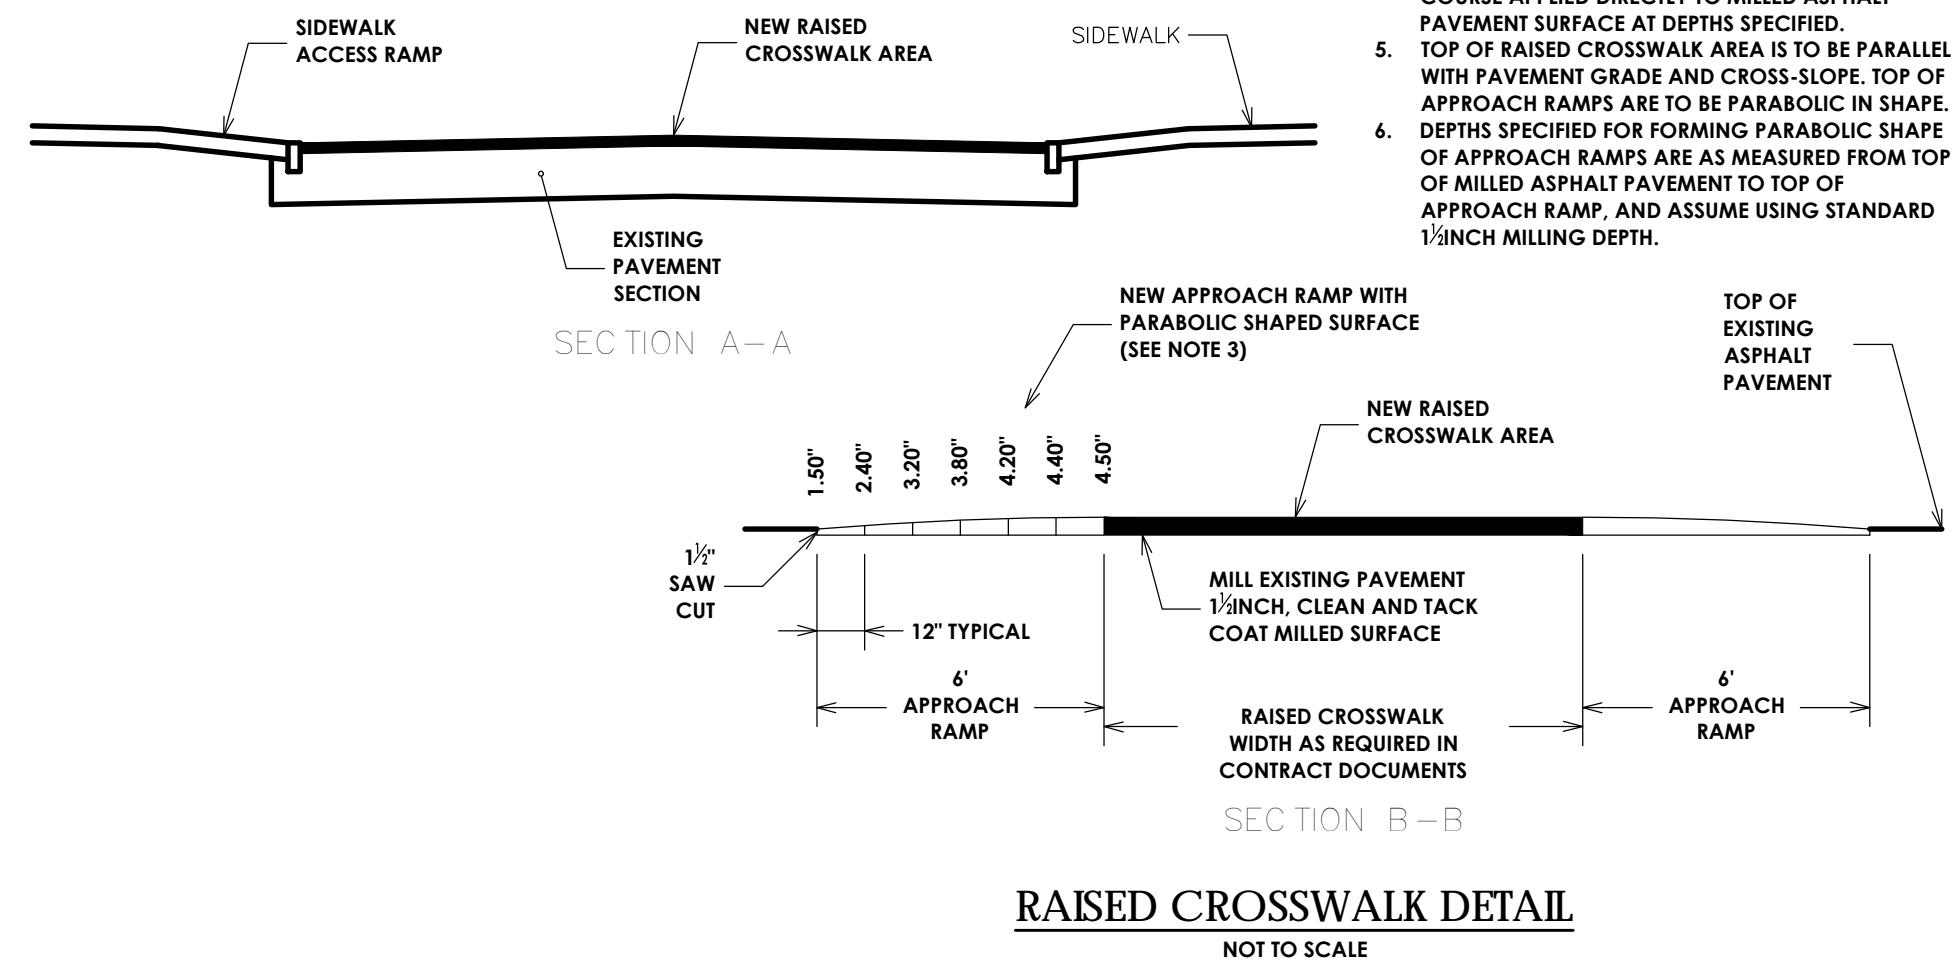 SIDEWALK
ACCESS RAMP
NEW RAISED
CROSSWALK AREA
SIDEWALK
COURSE APPLIED DIRECTLY TO MILLED ASPHALT
PAVEMENT SURFACE AT DEPTHS SPECIFIED.
5. TOP OF RAISED CROSSWALK AREA IS TO BE PARALLEL
WITH PAVEMENT GRADE AND CROSS-SLOPE. TOP OF
APPROACH RAMPS ARE TO BE PARABOLIC IN SHAPE.
6. DEPTHS SPECIFIED FOR FORMING PARABOLIC SHAPE
OF APPROACH RAMPS ARE AS MEASURED FROM TOP
OF MILLED ASPHALT PAVEMENT TO TOP OF
APPROACH RAMP, AND ASSUME USING STANDARD
1½INCH MILLING DEPTH.
EXISTING
PAVEMENT
SECTION
SECTION A-A
NEW APPROACH RAMP WITH
PARABOLIC SHAPED SURFACE
(SEE NOTE 3)
TOP OF
EXISTING
ASPHALT
PAVEMENT
NEW RAISED
CROSSWALK AREA
1.50"
2.40"
3.20"
3.80"
4.20"
4.40"
4.50"
1½"
SAW
CUT
MILL EXISTING PAVEMENT
1½INCH, CLEAN AND TACK
COAT MILLED SURFACE
12" TYPICAL
6'
APPROACH
RAMP
RAISED CROSSWALK
WIDTH AS REQUIRED IN
CONTRACT DOCUMENTS
6'
APPROACH
RAMP
SECTION B-B
RAISED CROSSWALK DETAIL
NOT TO SCALE